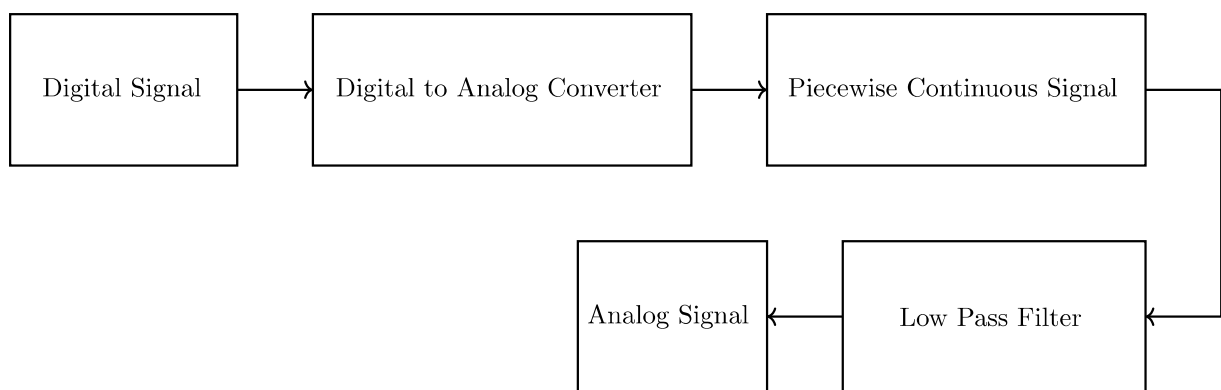 Digital Signal
Digital to Analog Converter
Piecewise Continuous Signal
Analog Signal
Low Pass Filter